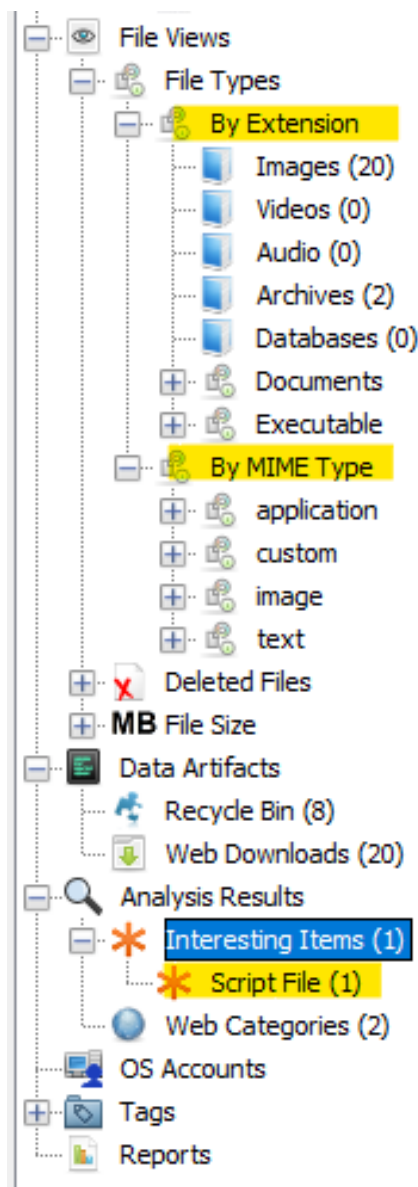 File Views
File Types
By Extension
Images (20)
Videos (0)
Audio (0)
Archives (2)
Databases (0)
Documents
Executable
By MIME Type
application
custom
image
text
Deleted Files
MB File Size
Data Artifacts
Recycle Bin (8)
Web Downloads (20)
Analysis Results
Interesting Items (1)
Script File (1)
Web Categories (2)
OS Accounts
Tags
Reports